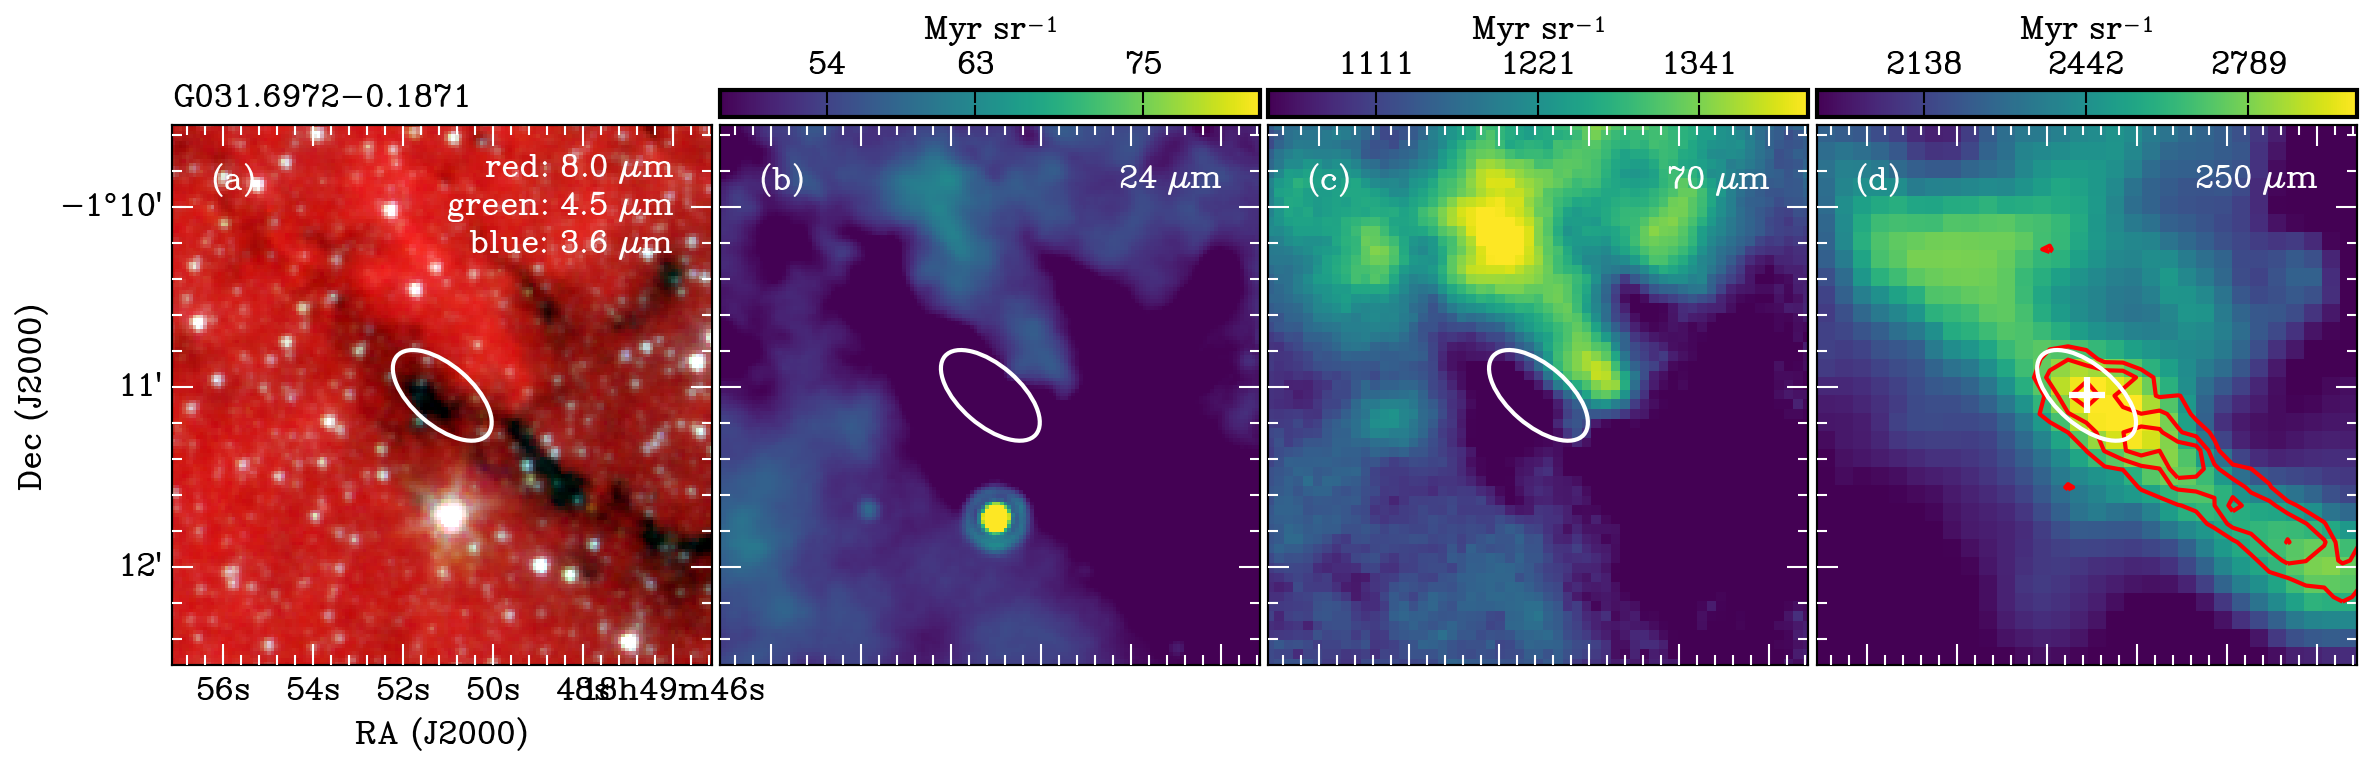 Myr sr⁻¹
54 63 75
Myr sr⁻¹
1111 1221 1341
Myr sr⁻¹
2138 2442 2789
G031.6972−0.1871
(a)
red: 8.0 μm
green: 4.5 μm
blue: 3.6 μm
(b)
24 μm
(c)
70 μm
(d)
250 μm
−1°10'
11'
12'
Dec (J2000)
56s 54s 52s 50s 48s 18h49m46s
RA (J2000)